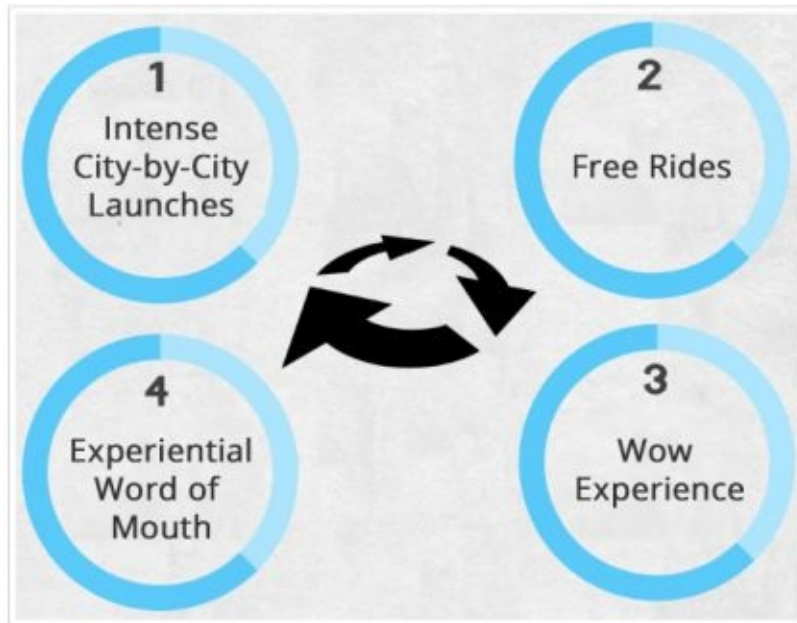 1
Intense
City-by-City
Launches
2
Free Rides
3
Wow
Experience
4
Experiential
Word of
Mouth